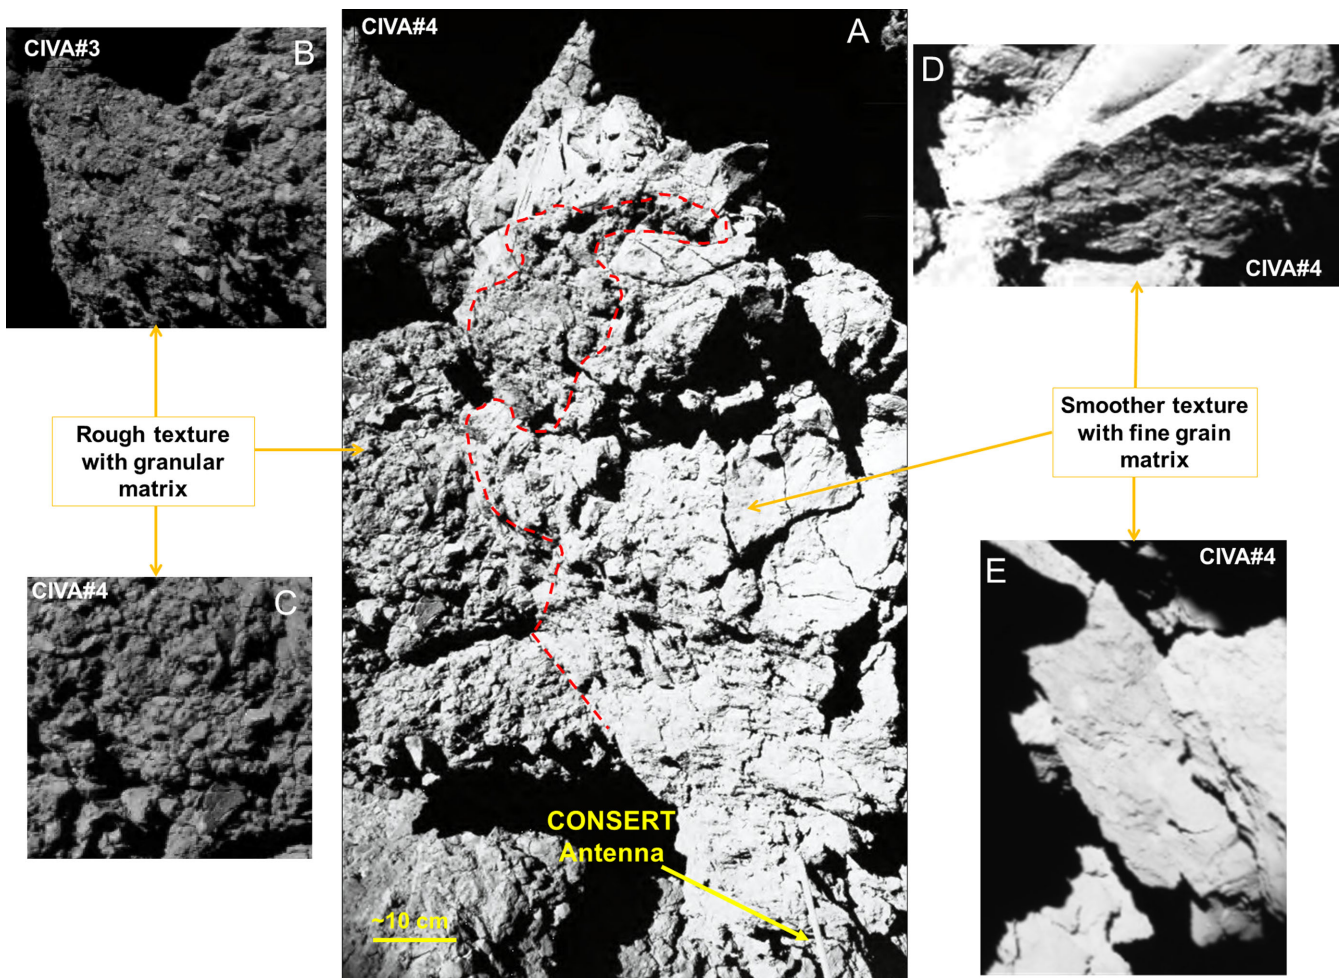 CIVA#3
B
CIVA#4
A
D
CIVA#4
Rough texture
with granular
matrix
Smoother texture
with fine grain
matrix
CIVA#4
C
E
CIVA#4
CONSERT
Antenna
~10 cm